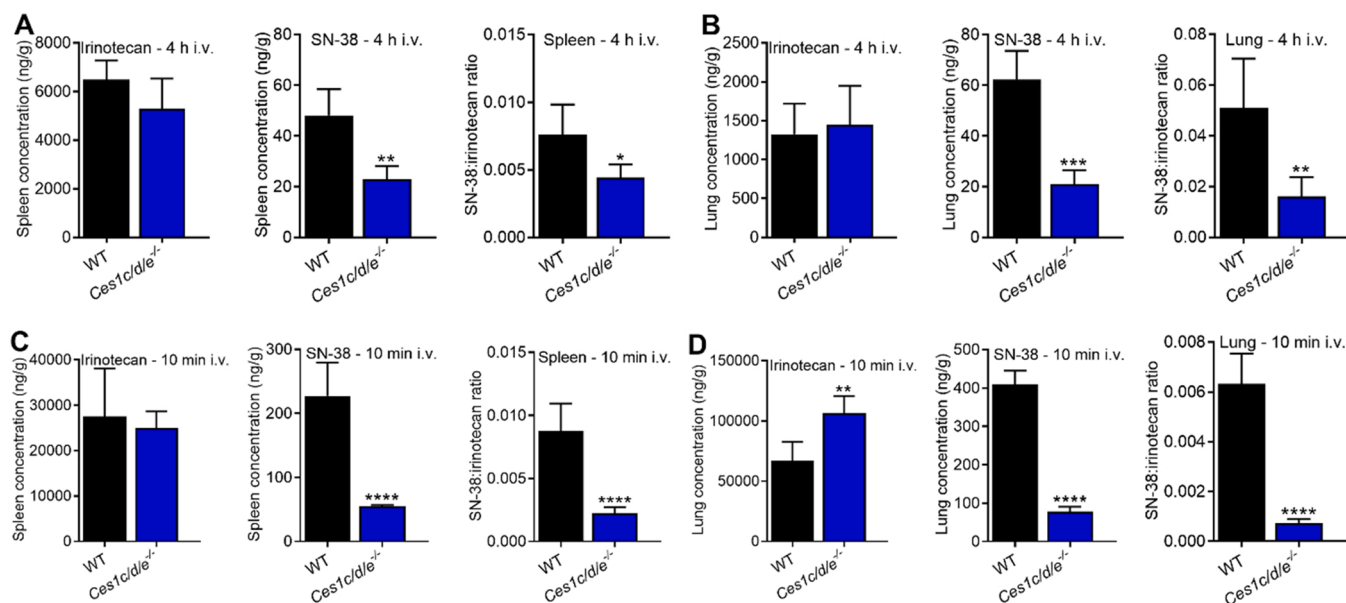 A
Irinotecan - 4 h i.v.
Spleen concentration (ng/g)
8000
6000
4000
2000
0
WT
Ces1c/d/e-/-
SN-38 - 4 h i.v.
Spleen concentration (ng/g)
80
60
40
20
0
**
WT
Ces1c/d/e-/-
Spleen - 4 h i.v.
SN-38:irinotecan ratio
0.015
0.010
0.005
0.000
*
WT
Ces1c/d/e-/-
B
Irinotecan - 4 h i.v.
Lung concentration (ng/g)
2500
2000
1500
1000
500
0
WT
Ces1c/d/e-/-
SN-38 - 4 h i.v.
Lung concentration (ng/g)
80
60
40
20
0
***
WT
Ces1c/d/e-/-
Lung - 4 h i.v.
SN-38:irinotecan ratio
0.08
0.06
0.04
0.02
0.00
**
WT
Ces1c/d/e-/-
C
Irinotecan - 10 min i.v.
Spleen concentration (ng/g)
40000
30000
20000
10000
0
WT
Ces1c/d/e-/-
SN-38 - 10 min i.v.
Spleen concentration (ng/g)
300
200
100
0
****
WT
Ces1c/d/e-/-
Spleen - 10 min i.v.
SN-38:irinotecan ratio
0.015
0.010
0.005
0.000
****
WT
Ces1c/d/e-/-
D
Irinotecan - 10 min i.v.
Lung concentration (ng/g)
150000
100000
50000
0
**
WT
Ces1c/d/e-/-
SN-38 - 10 min i.v.
Lung concentration (ng/g)
500
400
300
200
100
0
****
WT
Ces1c/d/e-/-
Lung - 10 min i.v.
SN-38:irinotecan ratio
0.008
0.006
0.004
0.002
0.000
****
WT
Ces1c/d/e-/-